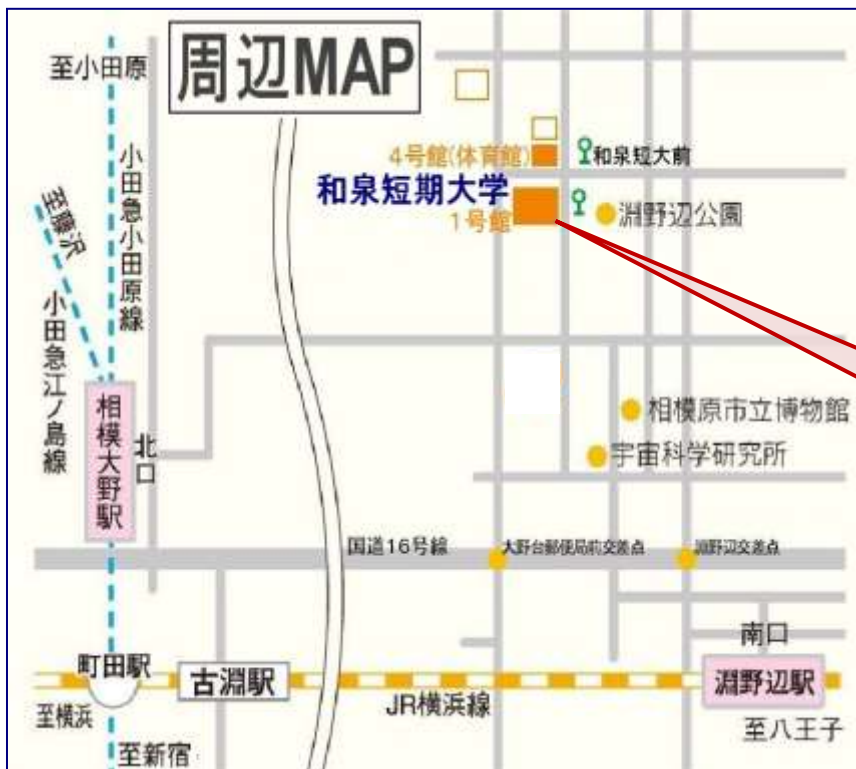 周辺MAP
至小田原
小田急小田原線
至藤沢
小田急江ノ島線
4号館(体育館)
和泉短大前
和泉短期大学
1号館
淵野辺公園
相模大野駅
北口
相模原市立博物館
宇宙科学研究所
国道16号線
大野台郵便局前交差点
淵野辺交差点
南口
町田駅
古淵駅
淵野辺駅
JR横浜線
至横浜
至八王子
至新宿